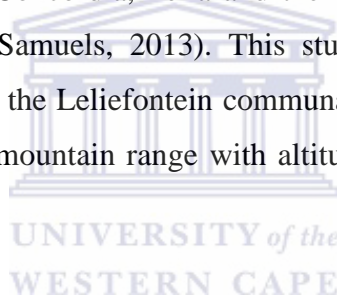 Samuels, 2013). This stu
the Leliefontein communa
mountain range with altitu
UNIVERSITY of the
WESTERN CAPE